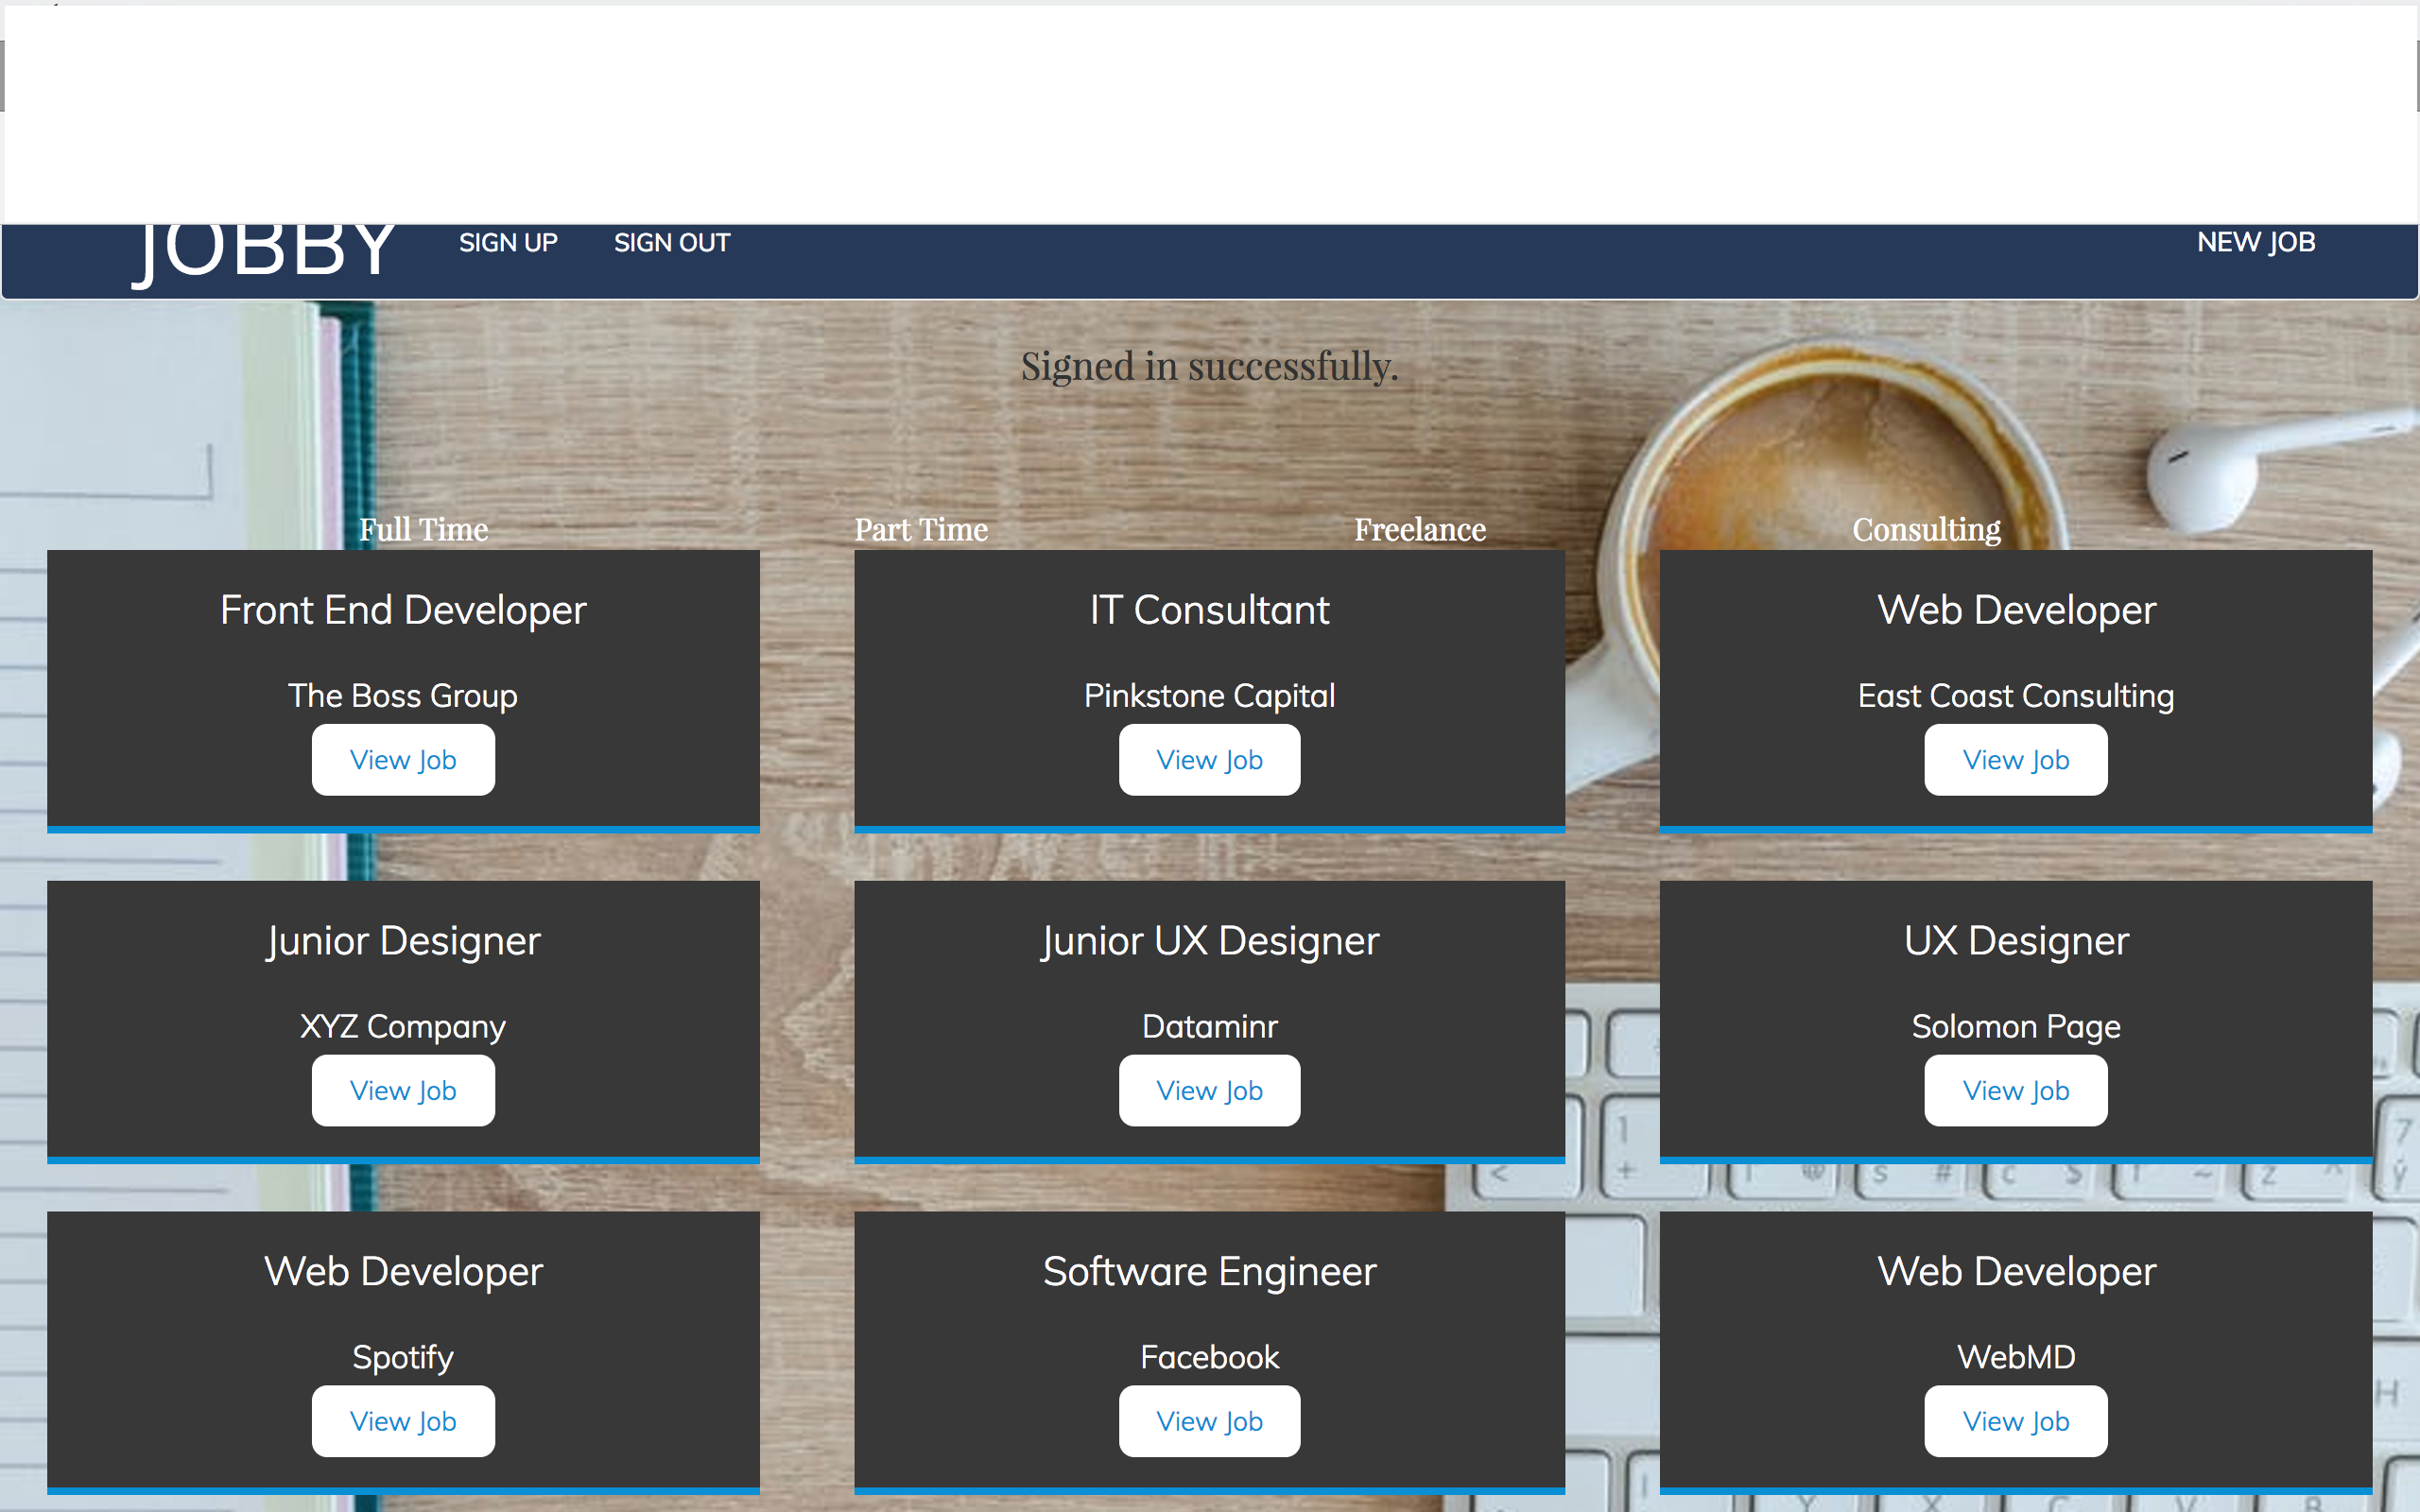 JOBBY SIGN UP SIGN OUT NEW JOB
Signed in successfully.
Full Time Part Time Freelance Consulting
Front End Developer
The Boss Group
View Job
IT Consultant
Pinkstone Capital
View Job
Web Developer
East Coast Consulting
View Job
Junior Designer
XYZ Company
View Job
Junior UX Designer
Dataminr
View Job
UX Designer
Solomon Page
View Job
Web Developer
Spotify
View Job
Software Engineer
Facebook
View Job
Web Developer
WebMD
View Job